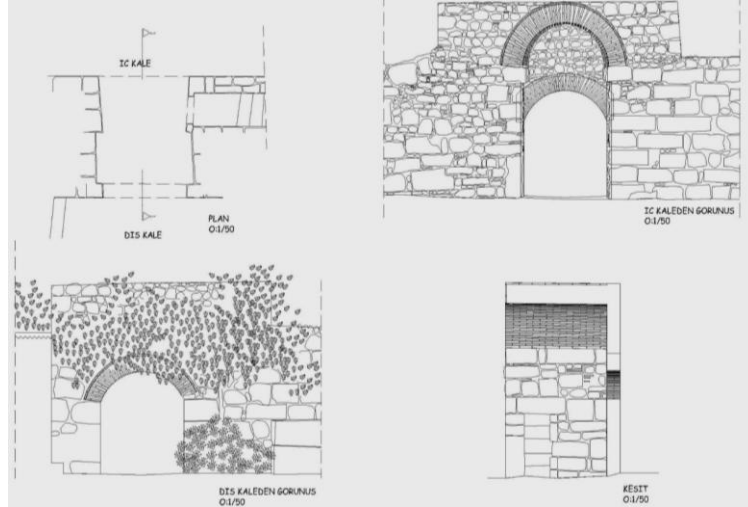 IC KALE
PLAN
O:1/50
DIS KALE
IC KALEDEN GORUNUS
O:1/50
DIS KALEDEN GORUNUS
O:1/50
KESIT
O:1/50